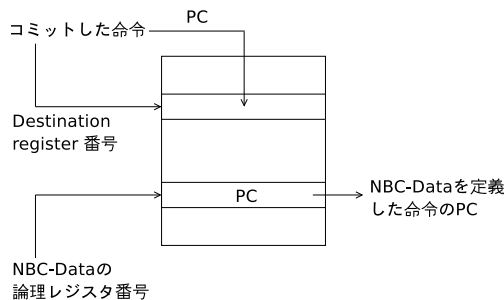 コミットした命令
PC
Destination
register 番号
PC
NBC-Dataを定義
した命令のPC
NBC-Dataの
論理レジスタ番号